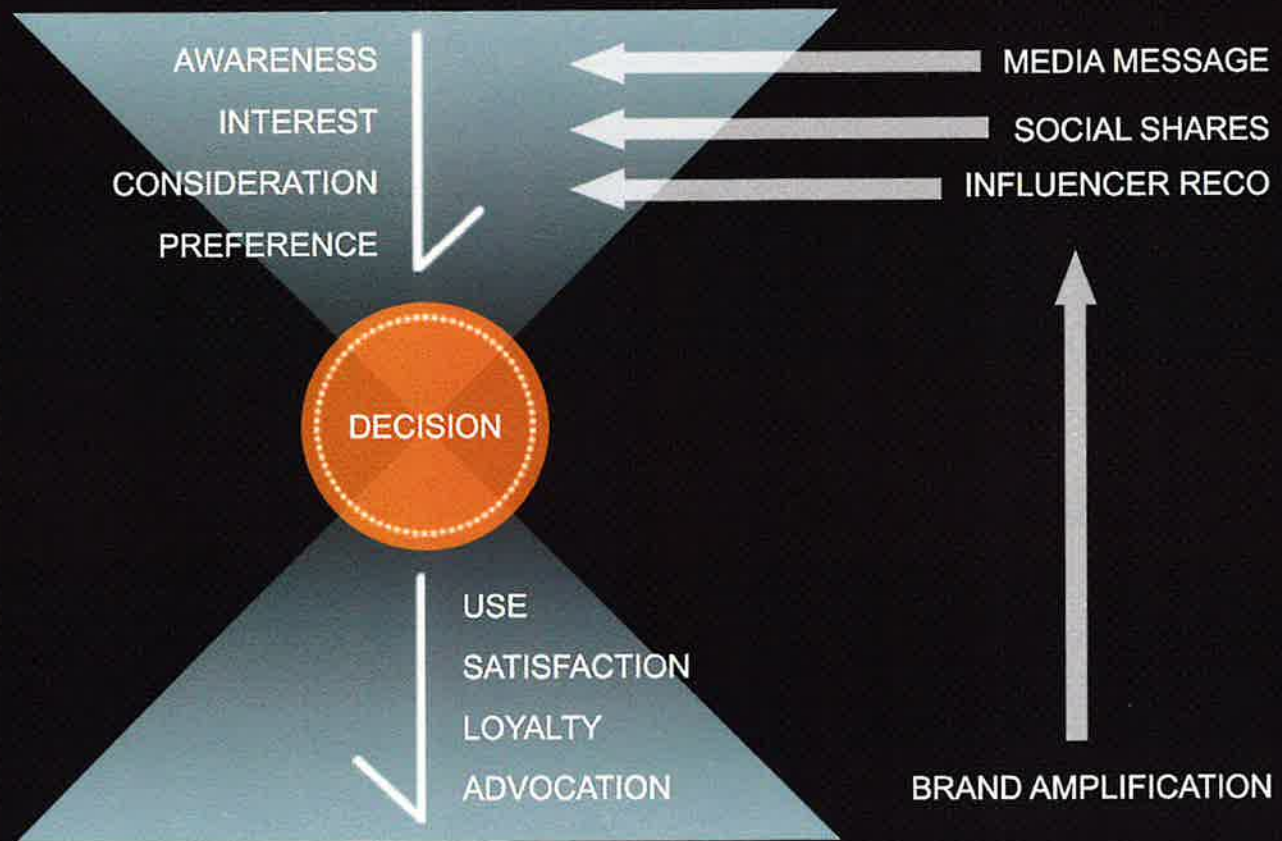 AWARENESS
INTEREST
CONSIDERATION
PREFERENCE
MEDIA MESSAGE
SOCIAL SHARES
INFLUENCER RECO
DECISION
USE
SATISFACTION
LOYALTY
ADVOCATION
BRAND AMPLIFICATION